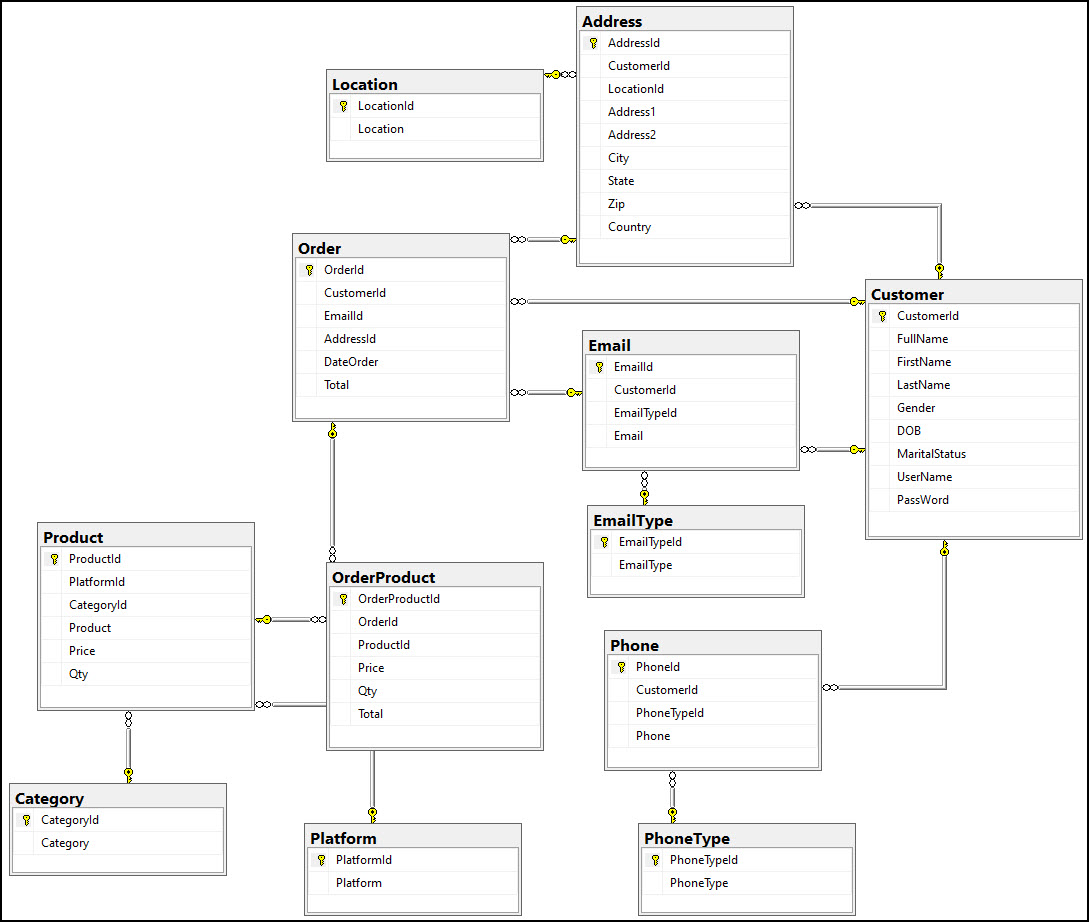 Address
AddressId
CustomerId
LocationId
Address1
Address2
City
State
Zip
Country
Location
LocationId
Location
Order
OrderId
CustomerId
EmailId
AddressId
DateOrder
Total
Customer
CustomerId
FullName
FirstName
LastName
Gender
DOB
MaritalStatus
UserName
PassWord
Email
EmailId
CustomerId
EmailTypeId
Email
EmailType
EmailTypeId
EmailType
Product
ProductId
PlatformId
CategoryId
Product
Price
Qty
OrderProduct
OrderProductId
OrderId
ProductId
Price
Qty
Total
Phone
PhoneId
CustomerId
PhoneTypeId
Phone
Category
CategoryId
Category
Platform
PlatformId
Platform
PhoneType
PhoneTypeId
PhoneType